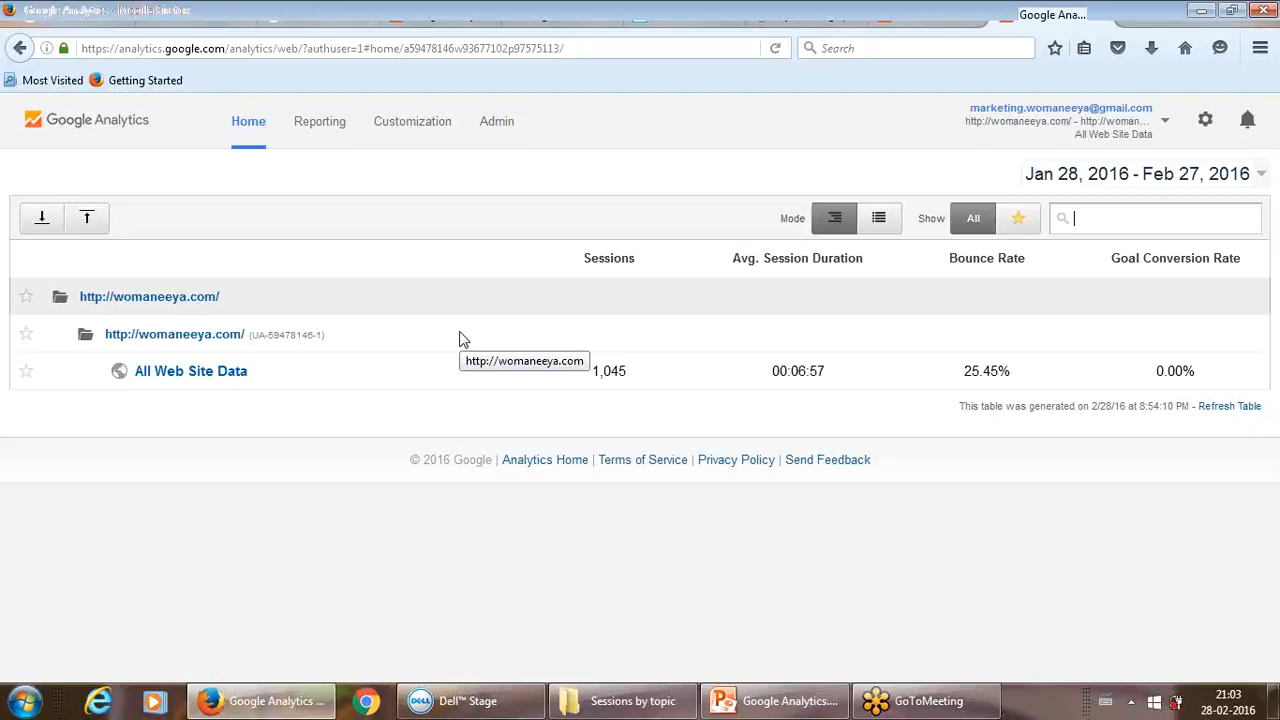 Google Ana...
https://analytics.google.com/analytics/web/?authuser=1#home/a59478146w93677102p97575113/
Search
Most Visited
Getting Started
Google Analytics
Home
Reporting
Customization
Admin
marketing.womaneeya@gmail.com
http://womaneeya.com/ - http://woman...
All Web Site Data
Jan 28, 2016 - Feb 27, 2016
Mode
Show
All
Sessions
Avg. Session Duration
Bounce Rate
Goal Conversion Rate
http://womaneeya.com/
http://womaneeya.com/ (UA-59478146-1)
http://womaneeya.com
All Web Site Data
1,045
00:06:57
25.45%
0.00%
This table was generated on 2/28/16 at 8:54:10 PM - Refresh Table
© 2016 Google | Analytics Home | Terms of Service | Privacy Policy | Send Feedback
Google Analytics ...
Dell™ Stage
Sessions by topic
Google Analytics....
GoToMeeting
21:03
28-02-2016